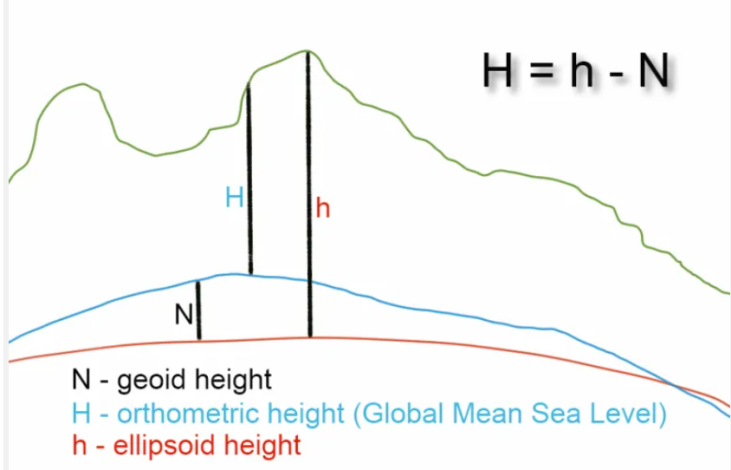 H = h - N
H
h
N
N - geoid height
H - orthometric height (Global Mean Sea Level)
h - ellipsoid height